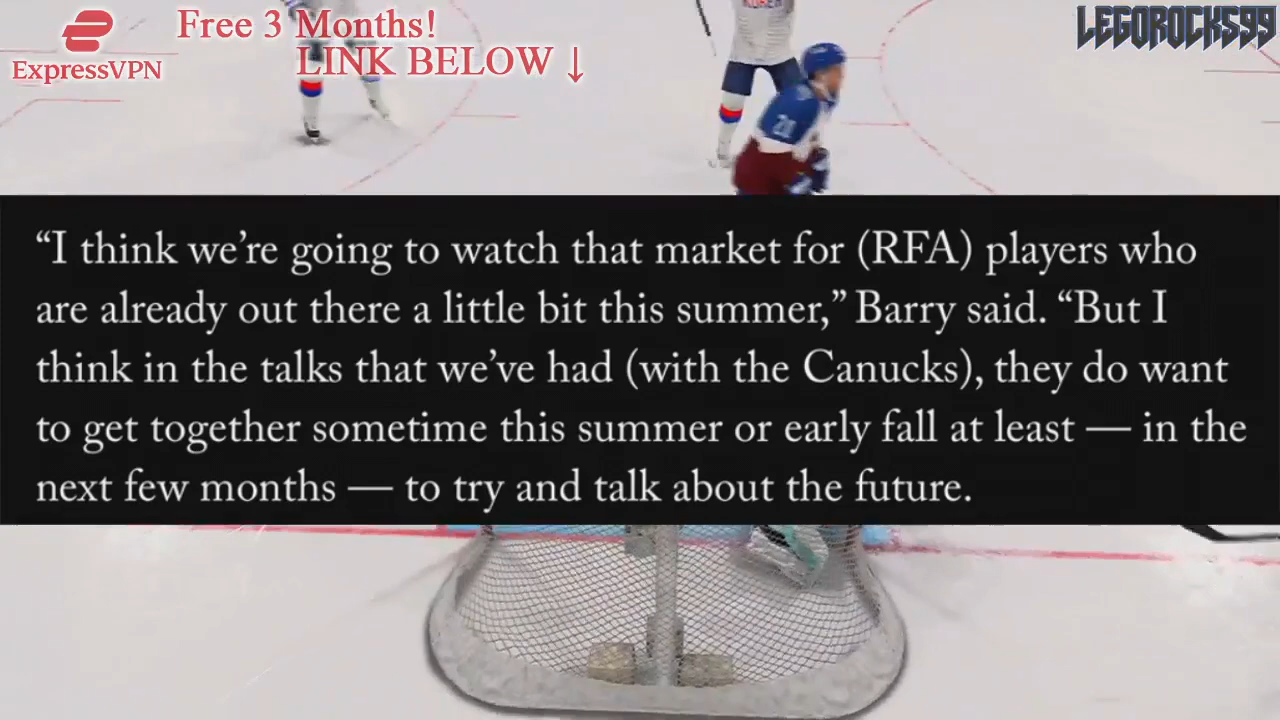 Free 3 Months!
LINK BELOW ↓
ExpressVPN
LEGOROCKS99
21
“I think we’re going to watch that market for (RFA) players who
are already out there a little bit this summer,” Barry said. “But I
think in the talks that we’ve had (with the Canucks), they do want
to get together sometime this summer or early fall at least — in the
next few months — to try and talk about the future.